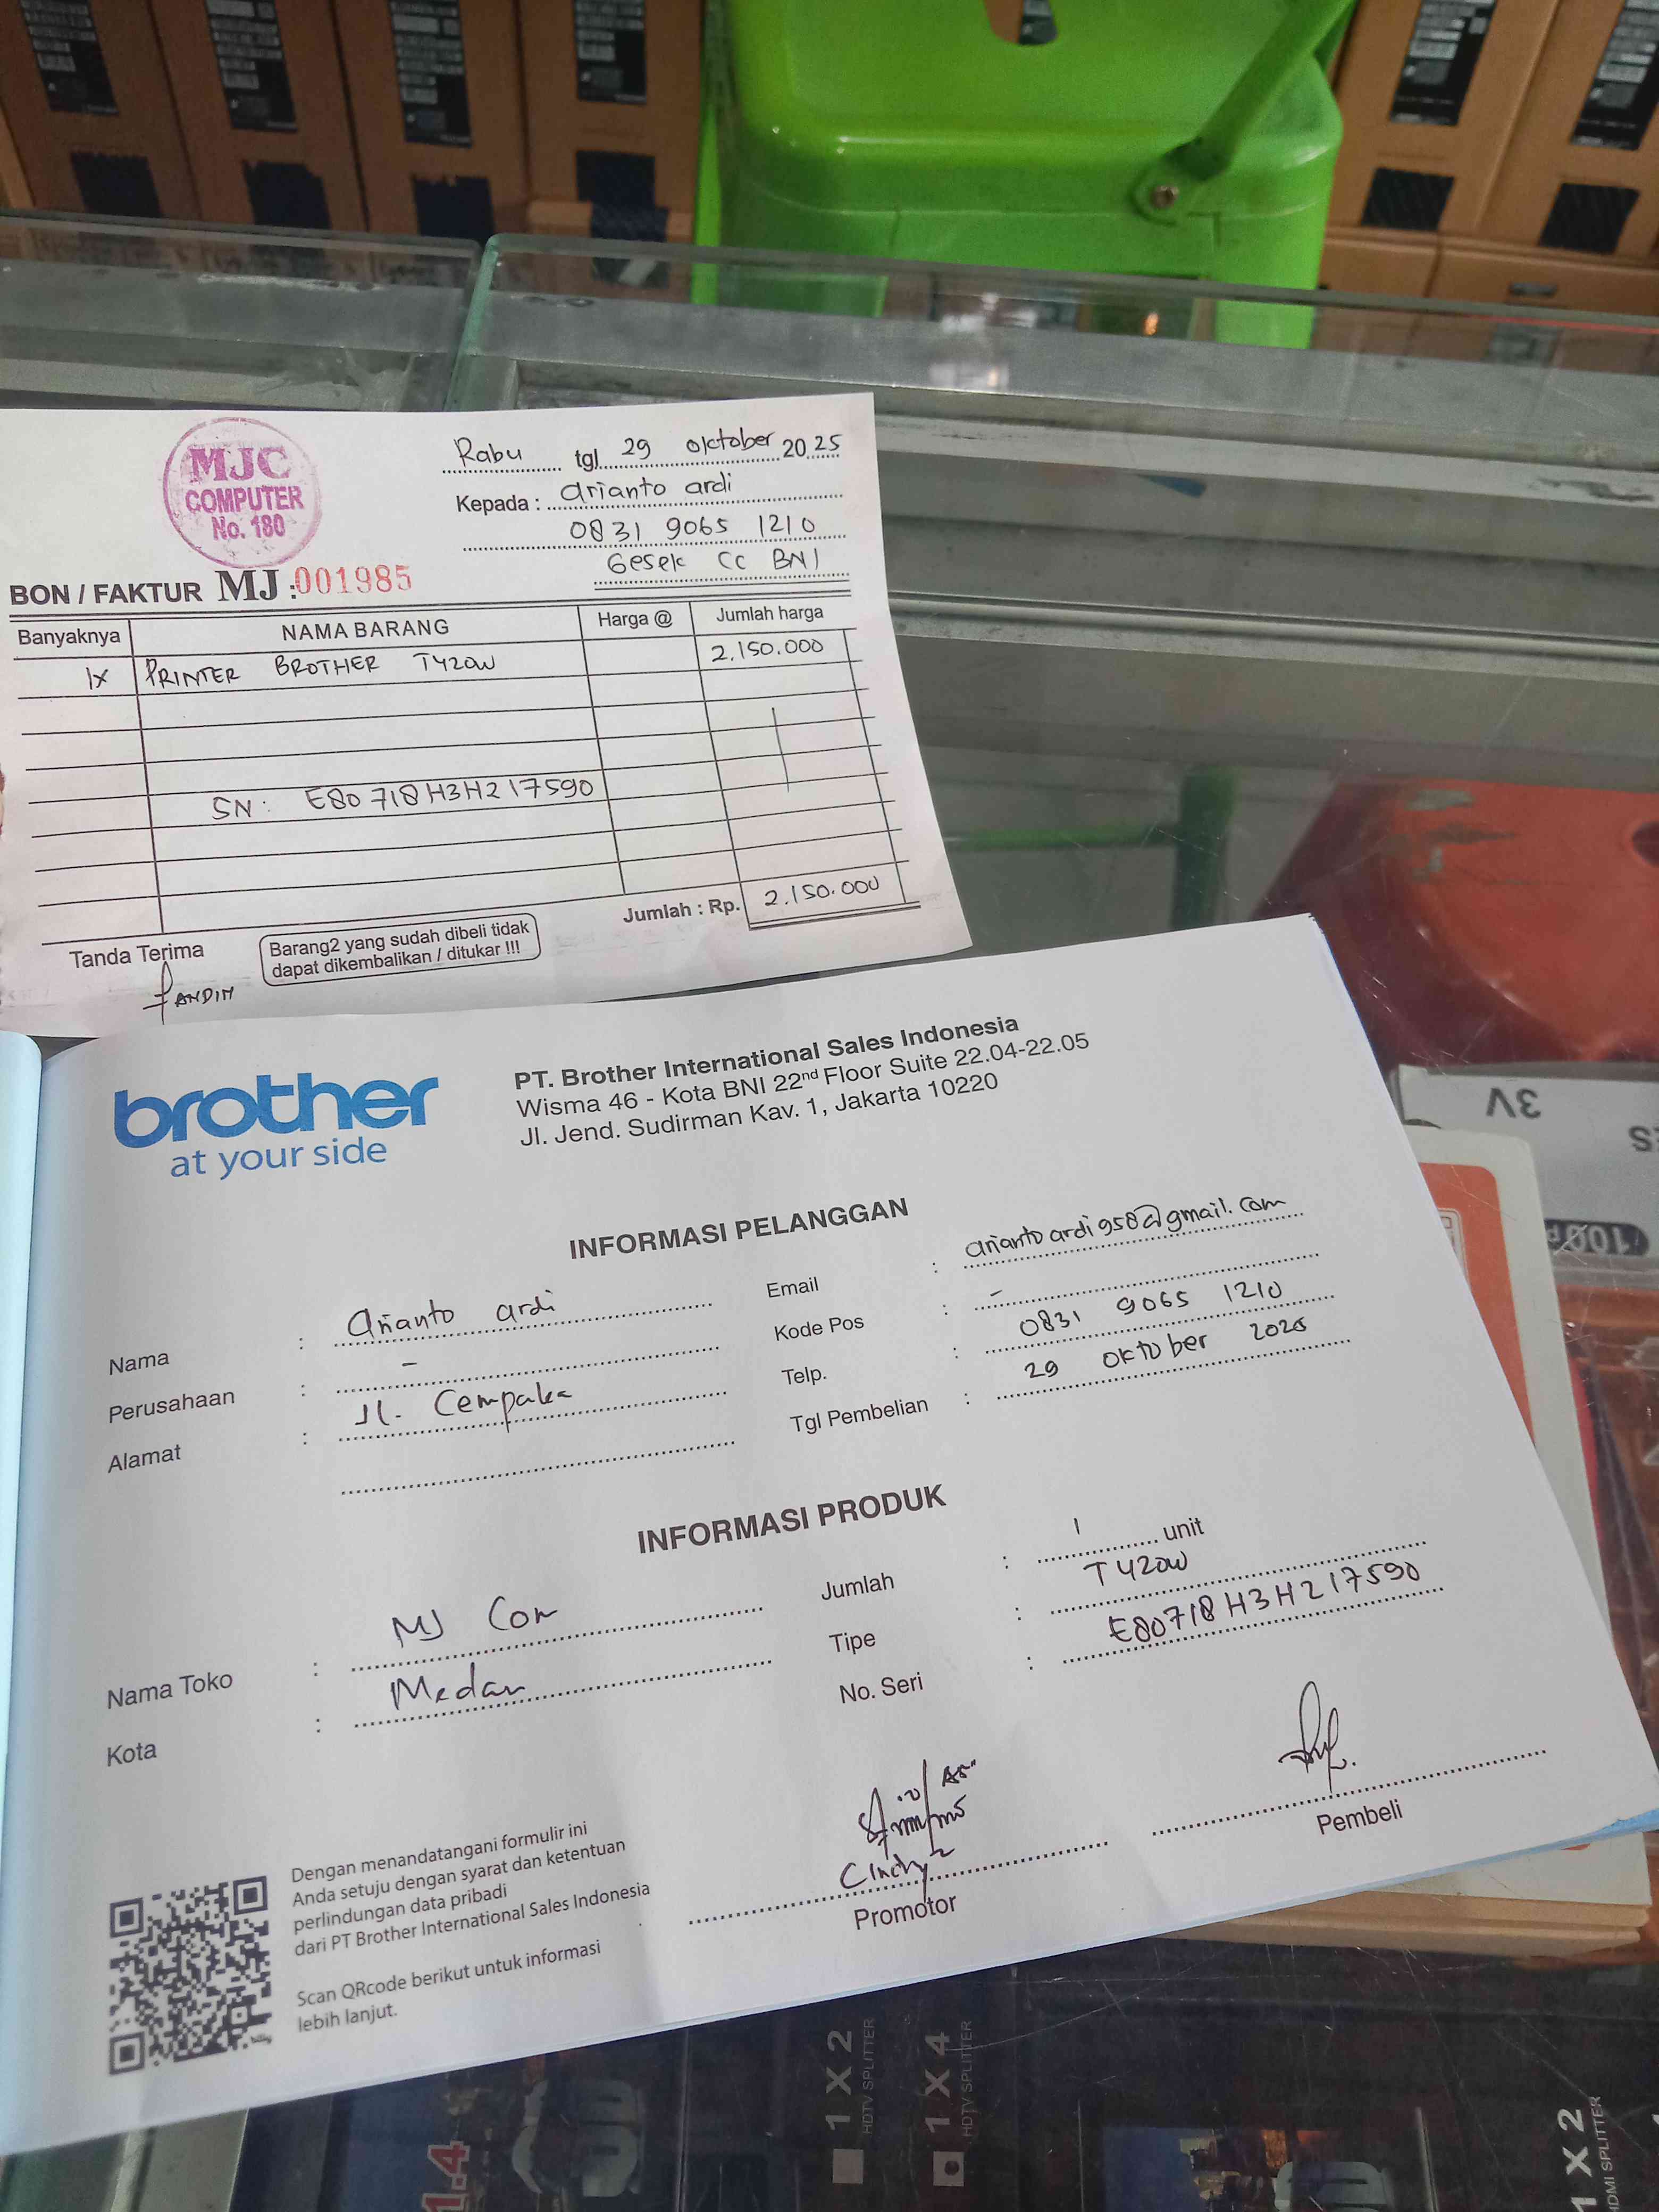 MJC
COMPUTER
No. 180
Rabu tgl 29 oktober 2025
Kepada : arianto ardi
0831 9065 1210
Gesek CC BNI
BON / FAKTUR MJ :001985
Banyaknya NAMA BARANG Harga @ Jumlah harga
1x PRINTER BROTHER T420W 2.150.000
SN: E80718H3H217590
Jumlah : Rp. 2.150.000
Tanda Terima
Barang2 yang sudah dibeli tidak
dapat dikembalikan / ditukar !!!
brother
at your side
PT. Brother International Sales Indonesia
Wisma 46 - Kota BNI 22nd Floor Suite 22.04-22.05
Jl. Jend. Sudirman Kav. 1, Jakarta 10220
INFORMASI PELANGGAN
Nama : arianto ardi
Perusahaan : -
Alamat : Jl. Cempaka
Email : ariantoardi958@gmail.com
Kode Pos : -
Telp. : 0831 9065 1210
Tgl Pembelian : 29 oktober 2025
INFORMASI PRODUK
Nama Toko : MJ Com
Kota : Medan
Jumlah : 1 unit
Tipe : T420W
No. Seri : E80718H3H217590
Cindy
Promotor
Pembeli
Dengan menandatangani formulir ini
Anda setuju dengan syarat dan ketentuan
perlindungan data pribadi
dari PT Brother International Sales Indonesia
Scan QRcode berikut untuk informasi
lebih lanjut.
3V
1.4
1 X 2
HDTV SPLITTER
1 X 4
HDTV SPLITTER
1 X 2
HDMI SPLITTER